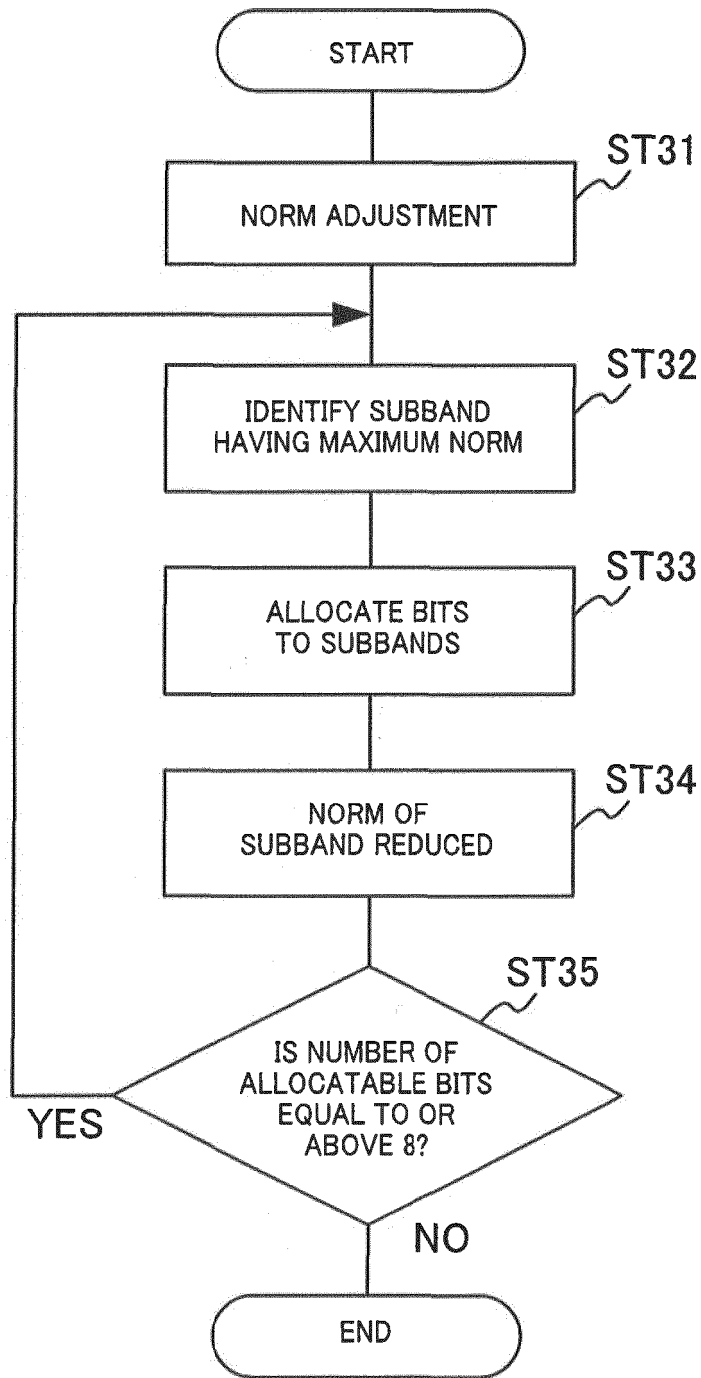 START
ST31
NORM ADJUSTMENT
ST32
IDENTIFY SUBBAND
HAVING MAXIMUM NORM
ST33
ALLOCATE BITS
TO SUBBANDS
ST34
NORM OF
SUBBAND REDUCED
ST35
IS NUMBER OF
ALLOCATABLE BITS
EQUAL TO OR
ABOVE 8?
YES
NO
END